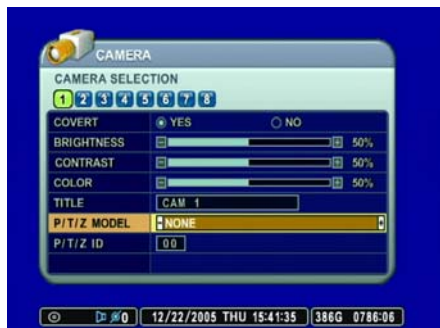 CAMERA
CAMERA SELECTION
1 2 3 4 5 6 7 8
COVERT YES NO
BRIGHTNESS 50%
CONTRAST 50%
COLOR 50%
TITLE CAM 1
P/T/Z MODEL NONE
P/T/Z ID 00
0 12/22/2005 THU 15:41:35 386G 0786:06